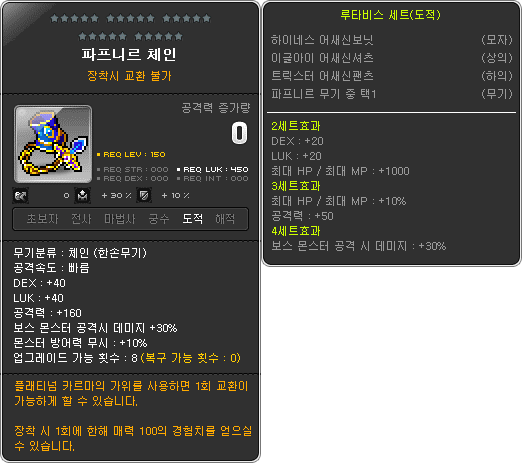 파프니르 체인
장착시 교환 불가
공격력 증가량
0
REQ LEV : 150
REQ STR : 000
REQ LUK : 450
REQ DEX : 000
REQ INT : 000
0
+ 30 %
+ 10 %
초보자 전사 마법사 궁수 도적 해적
무기분류 : 체인 (한손무기)
공격속도 : 빠름
DEX : +40
LUK : +40
공격력 : +160
보스 몬스터 공격시 데미지 +30%
몬스터 방어력 무시 : +10%
업그레이드 가능 횟수 : 8 (복구 가능 횟수 : 0)
플래티넘 카르마의 가위를 사용하면 1회 교환이
가능하게 할 수 있습니다.
장착 시 1회에 한해 매력 100의 경험치를 얻으실
수 있습니다.
루타비스 세트(도적)
하이네스 어새신보닛 (모자)
이글아이 어새신셔츠 (상의)
트릭스터 어새신팬츠 (하의)
파프니르 무기 중 택1 (무기)
2세트효과
DEX : +20
LUK : +20
최대 HP / 최대 MP : +1000
3세트효과
최대 HP / 최대 MP : +10%
공격력 : +50
4세트효과
보스 몬스터 공격 시 데미지 : +30%